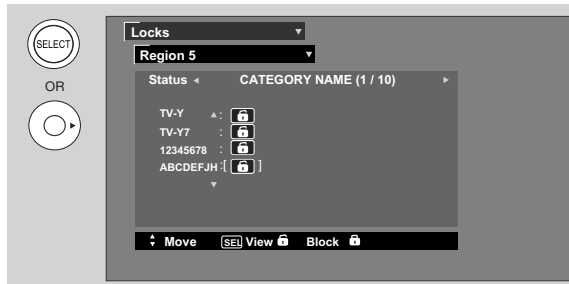 SELECT
OR
Locks
Region 5
Status CATEGORY NAME (1 / 10)
TV-Y :
TV-Y7 :
12345678 :
ABCDEFJH :[ ]
Move SEL View Block